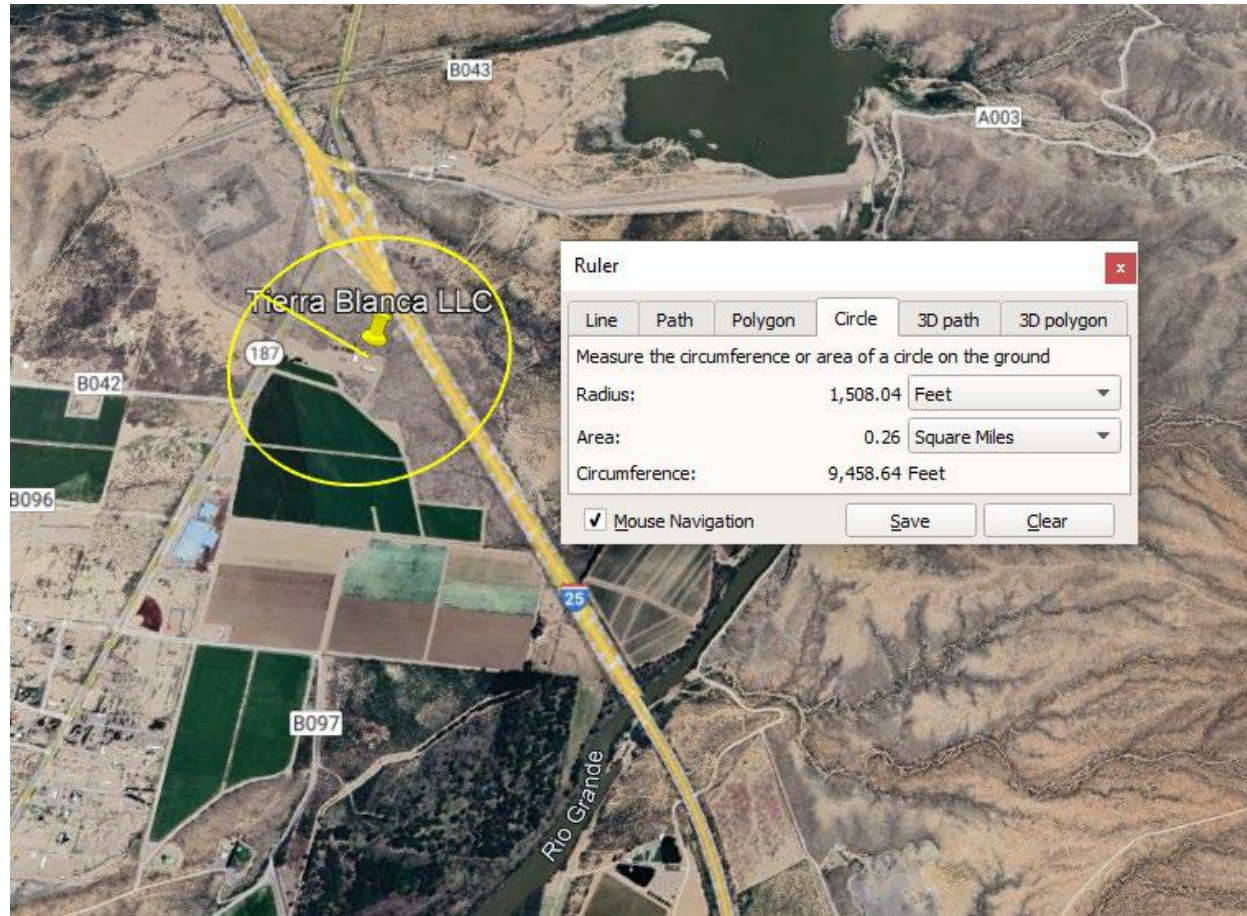 B043
A003
Tierra Blanca LLC
187
B042
B096
25
B097
Rio Grande
Ruler
x
Line Path Polygon Circle 3D path 3D polygon
Measure the circumference or area of a circle on the ground
Radius: 1,508.04 Feet
Area: 0.26 Square Miles
Circumference: 9,458.64 Feet
Mouse Navigation Save Clear